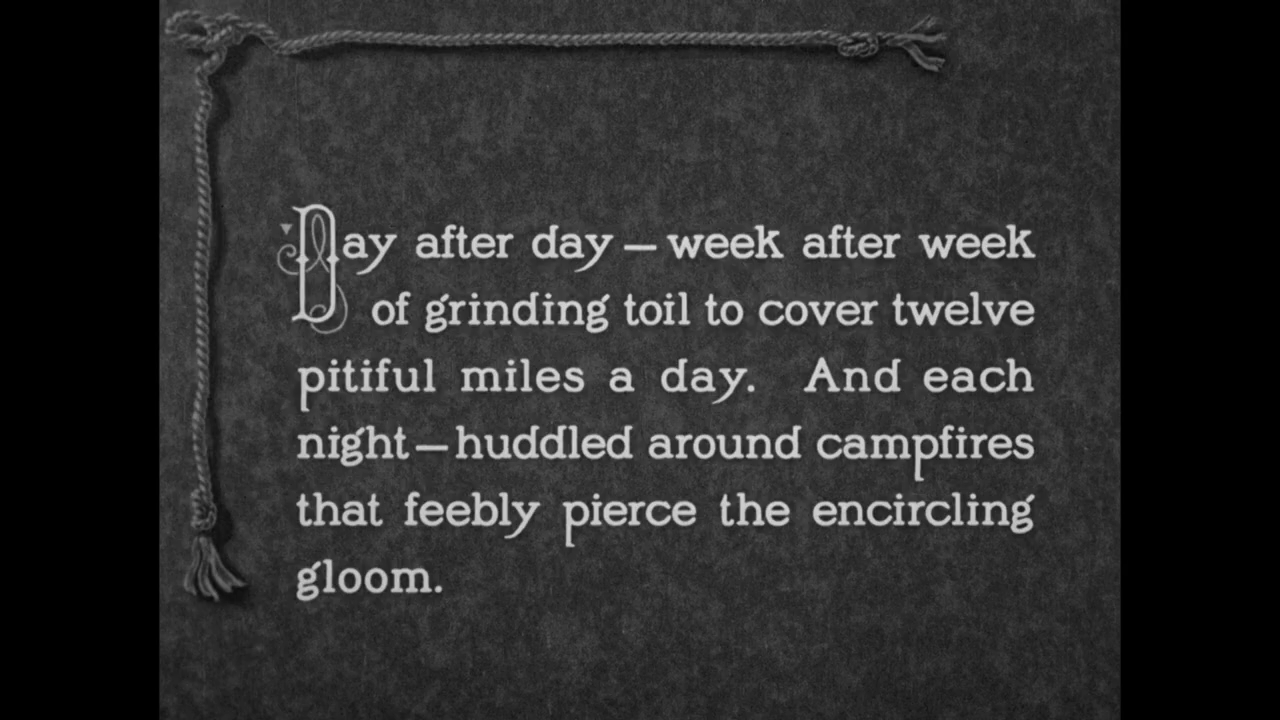 Day after day — week after week
of grinding toil to cover twelve
pitiful miles a day. And each
night — huddled around campfires
that feebly pierce the encircling
gloom.